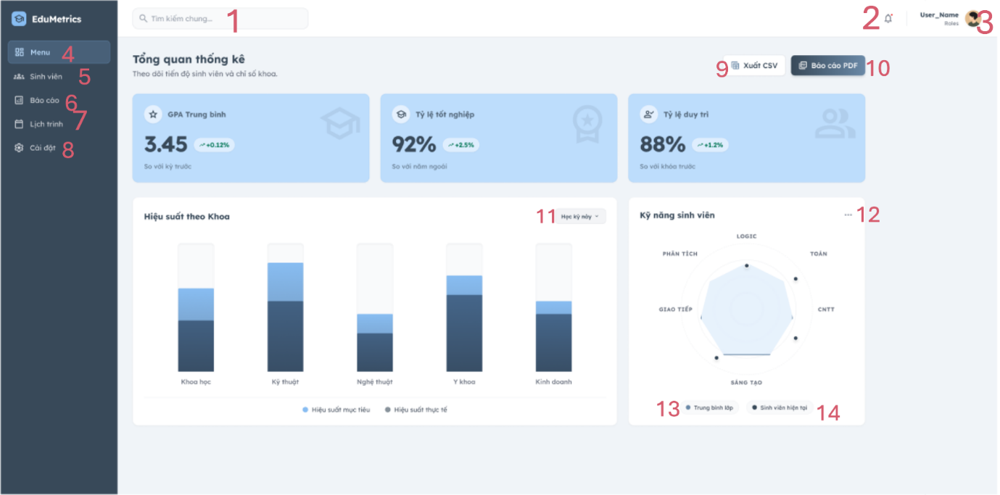 EduMetrics
Tìm kiếm chung... 1
2
User_Name
Roles
3
Menu 4
Sinh viên 5
Báo cáo 6
Lịch trình 7
Cài đặt 8
Tổng quan thống kê
Theo dõi tiến độ sinh viên và chỉ số khoa.
9 Xuất CSV
Báo cáo PDF 10
GPA Trung bình
3.45 +0.12%
So với kỳ trước
Tỷ lệ tốt nghiệp
92% +2.5%
So với năm ngoái
Tỷ lệ duy trì
88% +1.2%
So với khóa trước
Hiệu suất theo Khoa
11 Học kỳ này
Khoa học
Kỹ thuật
Nghệ thuật
Y khoa
Kinh doanh
Hiệu suất mục tiêu
Hiệu suất thực tế
Kỹ năng sinh viên
... 12
LOGIC
PHÂN TÍCH
TOÁN
GIAO TIẾP
CNTT
SÁNG TẠO
13 Trung bình lớp
Sinh viên hiện tại 14